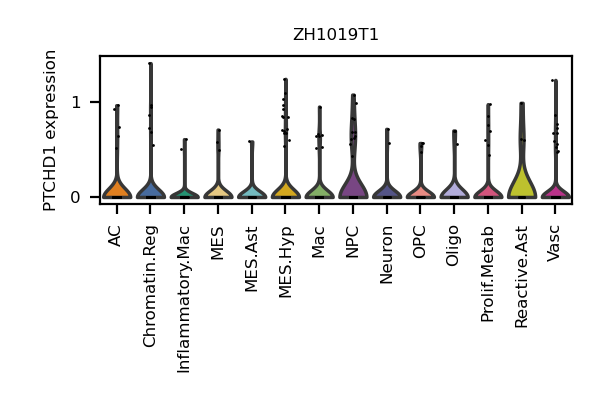 ZH1019T1
PTCHD1 expression
1
0
AC
Chromatin.Reg
Inflammatory.Mac
MES
MES.Ast
MES.Hyp
Mac
NPC
Neuron
OPC
Oligo
Prolif.Metab
Reactive.Ast
Vasc